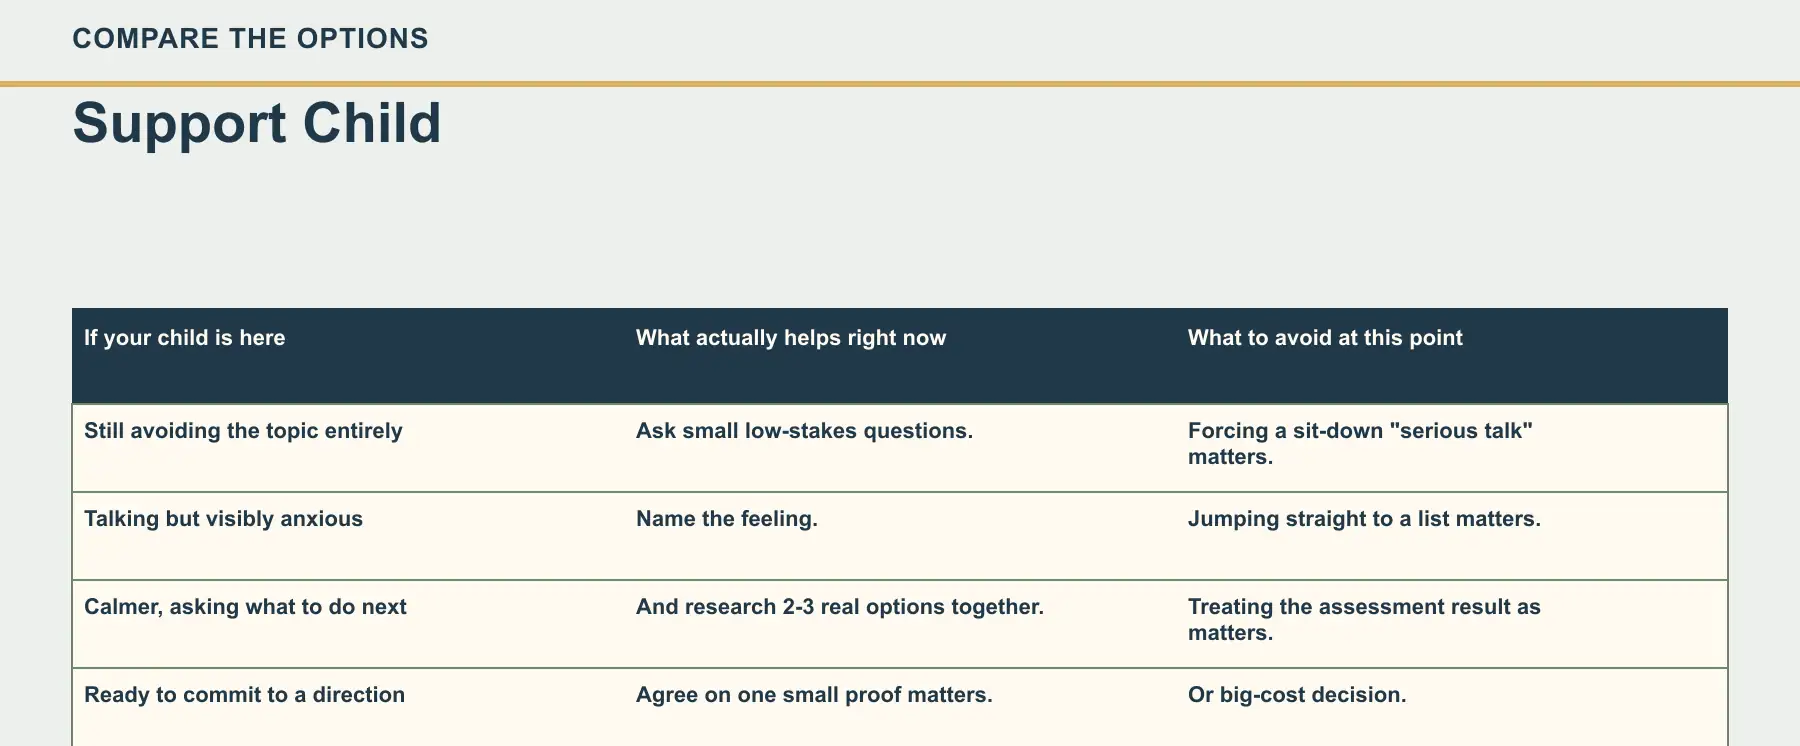 COMPARE THE OPTIONS
Support Child
If your child is here
What actually helps right now
What to avoid at this point
Still avoiding the topic entirely
Ask small low-stakes questions.
Forcing a sit-down "serious talk"
matters.
Talking but visibly anxious
Name the feeling.
Jumping straight to a list matters.
Calmer, asking what to do next
And research 2-3 real options together.
Treating the assessment result as
matters.
Ready to commit to a direction
Agree on one small proof matters.
Or big-cost decision.